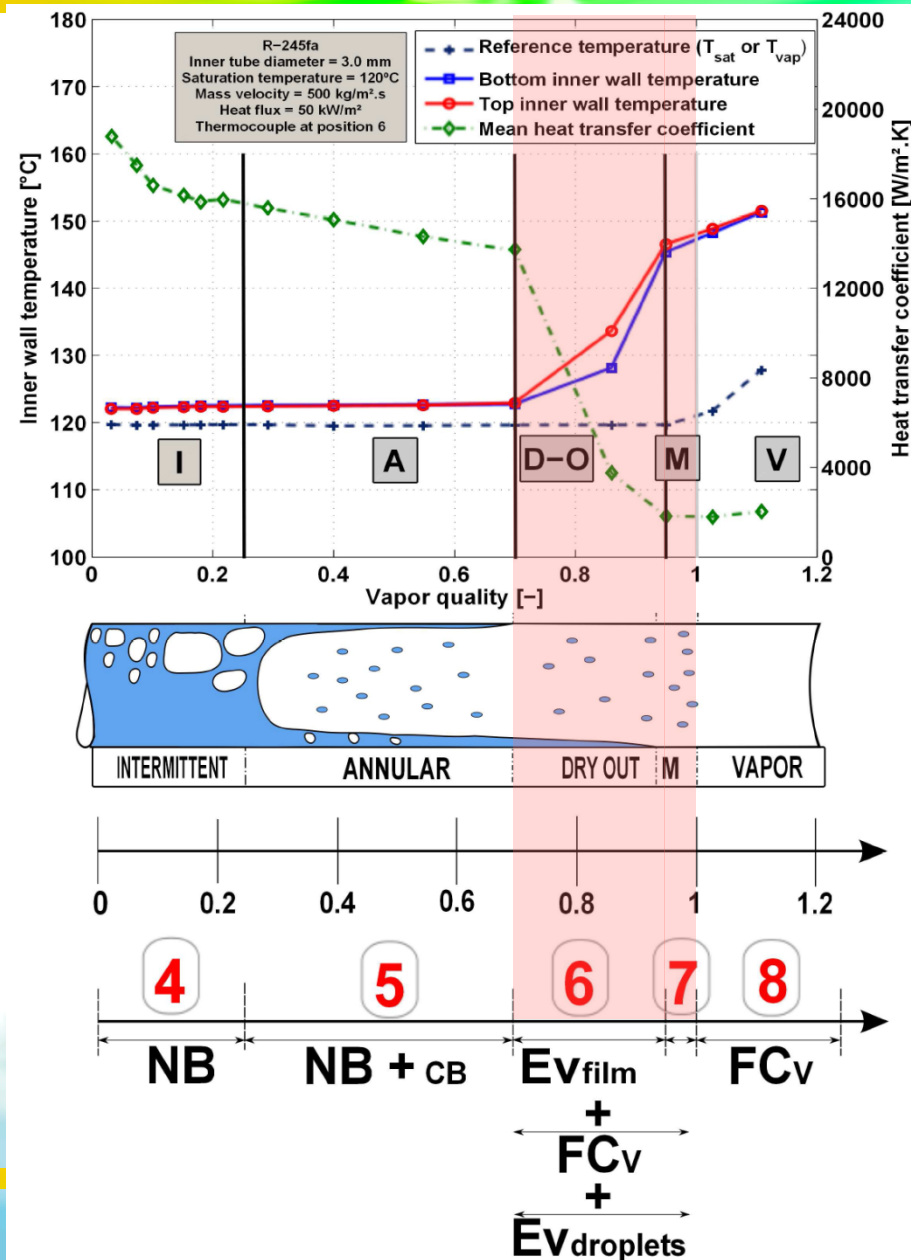 R-245fa
Inner tube diameter = 3.0 mm
Saturation temperature = 120ºC
Mass velocity = 500 kg/m².s
Heat flux = 50 kW/m²
Thermocouple at position 6
Reference temperature (T_sat or T_vap)
Bottom inner wall temperature
Top inner wall temperature
Mean heat transfer coefficient
Inner wall temperature [°C]
180
170
160
150
140
130
120
110
100
24000
20000
16000
12000
8000
4000
0
Heat transfer coefficient [W/m².K]
I
A
D-O
M
V
0 0.2 0.4 0.6 0.8 1 1.2
Vapor quality [-]
INTERMITTENT ANNULAR DRY OUT M VAPOR
0 0.2 0.4 0.6 0.8 1 1.2
4 5 6 7 8
NB NB + CB Evfilm FCv
+
FCv
+
Evdroplets